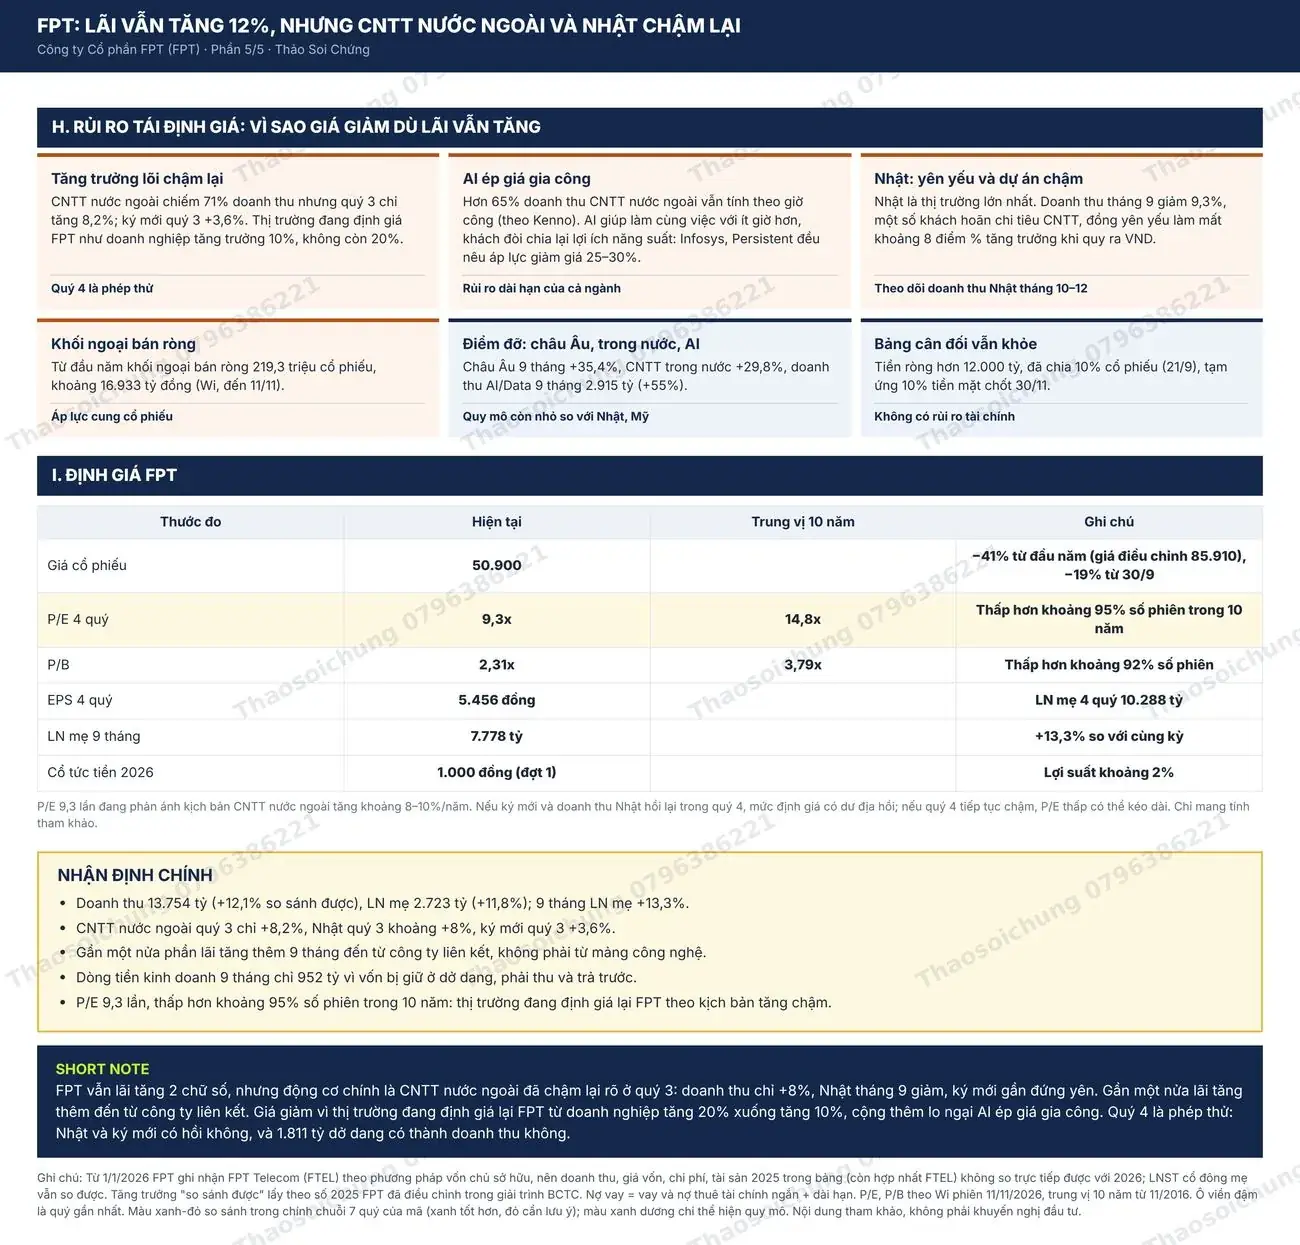 FPT: LÃI VẪN TĂNG 12%, NHƯNG CNTT NƯỚC NGOÀI VÀ NHẬT CHẬM LẠI
Công ty Cổ phần FPT (FPT) · Phần 5/5 · Thảo Soi Chứng
H. RỦI RO TÁI ĐỊNH GIÁ: VÌ SAO GIÁ GIẢM DÙ LÃI VẪN TĂNG
Tăng trưởng lõi chậm lại
CNTT nước ngoài chiếm 71% doanh thu nhưng quý 3 chỉ
tăng 8,2%; ký mới quý 3 +3,6%. Thị trường đang định giá
FPT như doanh nghiệp tăng trưởng 10%, không còn 20%.
Quý 4 là phép thử
AI ép giá gia công
Hơn 65% doanh thu CNTT nước ngoài vẫn tính theo giờ
công (theo Kenno). AI giúp làm cùng việc với ít giờ hơn,
khách đòi chia lại lợi ích năng suất: Infosys, Persistent đều
nêu áp lực giảm giá 25–30%.
Rủi ro dài hạn của cả ngành
Nhật: yên yếu và dự án chậm
Nhật là thị trường lớn nhất. Doanh thu tháng 9 giảm 9,3%,
một số khách hoãn chi tiêu CNTT, đồng yên yếu làm mất
khoảng 8 điểm % tăng trưởng khi quy ra VND.
Theo dõi doanh thu Nhật tháng 10–12
Khối ngoại bán ròng
Từ đầu năm khối ngoại bán ròng 219,3 triệu cổ phiếu,
khoảng 16.933 tỷ đồng (Wi, đến 11/11).
Áp lực cung cổ phiếu
Điểm đỡ: châu Âu, trong nước, AI
Châu Âu 9 tháng +35,4%, CNTT trong nước +29,8%, doanh
thu AI/Data 9 tháng 2.915 tỷ (+55%).
Quy mô còn nhỏ so với Nhật, Mỹ
Bảng cân đối vẫn khỏe
Tiền ròng hơn 12.000 tỷ, đã chia 10% cổ phiếu (21/9), tạm
ứng 10% tiền mặt chốt 30/11.
Không có rủi ro tài chính
I. ĐỊNH GIÁ FPT
Thước đo Hiện tại Trung vị 10 năm Ghi chú
Giá cổ phiếu 50.900 −41% từ đầu năm (giá điều chỉnh 85.910),
−19% từ 30/9
P/E 4 quý 9,3x 14,8x Thấp hơn khoảng 95% số phiên trong 10
năm
P/B 2,31x 3,79x Thấp hơn khoảng 92% số phiên
EPS 4 quý 5.456 đồng LN mẹ 4 quý 10.288 tỷ
LN mẹ 9 tháng 7.778 tỷ +13,3% so với cùng kỳ
Cổ tức tiền 2026 1.000 đồng (đợt 1) Lợi suất khoảng 2%
P/E 9,3 lần đang phản ánh kịch bản CNTT nước ngoài tăng khoảng 8–10%/năm. Nếu ký mới và doanh thu Nhật hồi lại trong quý 4, mức định giá có dư địa hồi; nếu quý 4 tiếp tục chậm, P/E thấp có thể kéo dài. Chỉ mang tính
tham khảo.
NHẬN ĐỊNH CHÍNH
• Doanh thu 13.754 tỷ (+12,1% so sánh được), LN mẹ 2.723 tỷ (+11,8%); 9 tháng LN mẹ +13,3%.
• CNTT nước ngoài quý 3 chỉ +8,2%, Nhật quý 3 khoảng +8%, ký mới quý 3 +3,6%.
• Gần một nửa phần lãi tăng thêm 9 tháng đến từ công ty liên kết, không phải từ mảng công nghệ.
• Dòng tiền kinh doanh 9 tháng chỉ 952 tỷ vì vốn bị giữ ở dở dang, phải thu và trả trước.
• P/E 9,3 lần, thấp hơn khoảng 95% số phiên trong 10 năm: thị trường đang định giá lại FPT theo kịch bản tăng chậm.
SHORT NOTE
FPT vẫn lãi tăng 2 chữ số, nhưng động cơ chính là CNTT nước ngoài đã chậm lại rõ ở quý 3: doanh thu chỉ +8%, Nhật tháng 9 giảm, ký mới gần đứng yên. Gần một nửa lãi tăng
thêm đến từ công ty liên kết. Giá giảm vì thị trường đang định giá lại FPT từ doanh nghiệp tăng 20% xuống tăng 10%, cộng thêm lo ngại AI ép giá gia công. Quý 4 là phép thử:
Nhật và ký mới có hồi không, và 1.811 tỷ dở dang có thành doanh thu không.
Ghi chú: Từ 1/1/2026 FPT ghi nhận FPT Telecom (FTEL) theo phương pháp vốn chủ sở hữu, nên doanh thu, giá vốn, chi phí, tài sản 2025 trong bảng (còn hợp nhất FTEL) không so trực tiếp được với 2026; LNST cổ đông mẹ
vẫn so được. Tăng trưởng "so sánh được" lấy theo số 2025 FPT đã điều chỉnh trong giải trình BCTC. Nợ vay = vay và nợ thuê tài chính ngắn + dài hạn. P/E, P/B theo Wi phiên 11/11/2026, trung vị 10 năm từ 11/2016. Ô viền đậm
là quý gần nhất. Màu xanh-đỏ so sánh trong chính chuỗi 7 quý của mã (xanh tốt hơn, đỏ cần lưu ý); màu xanh dương chỉ thể hiện quy mô. Nội dung tham khảo, không phải khuyến nghị đầu tư.
Thaosoichung 0796386221